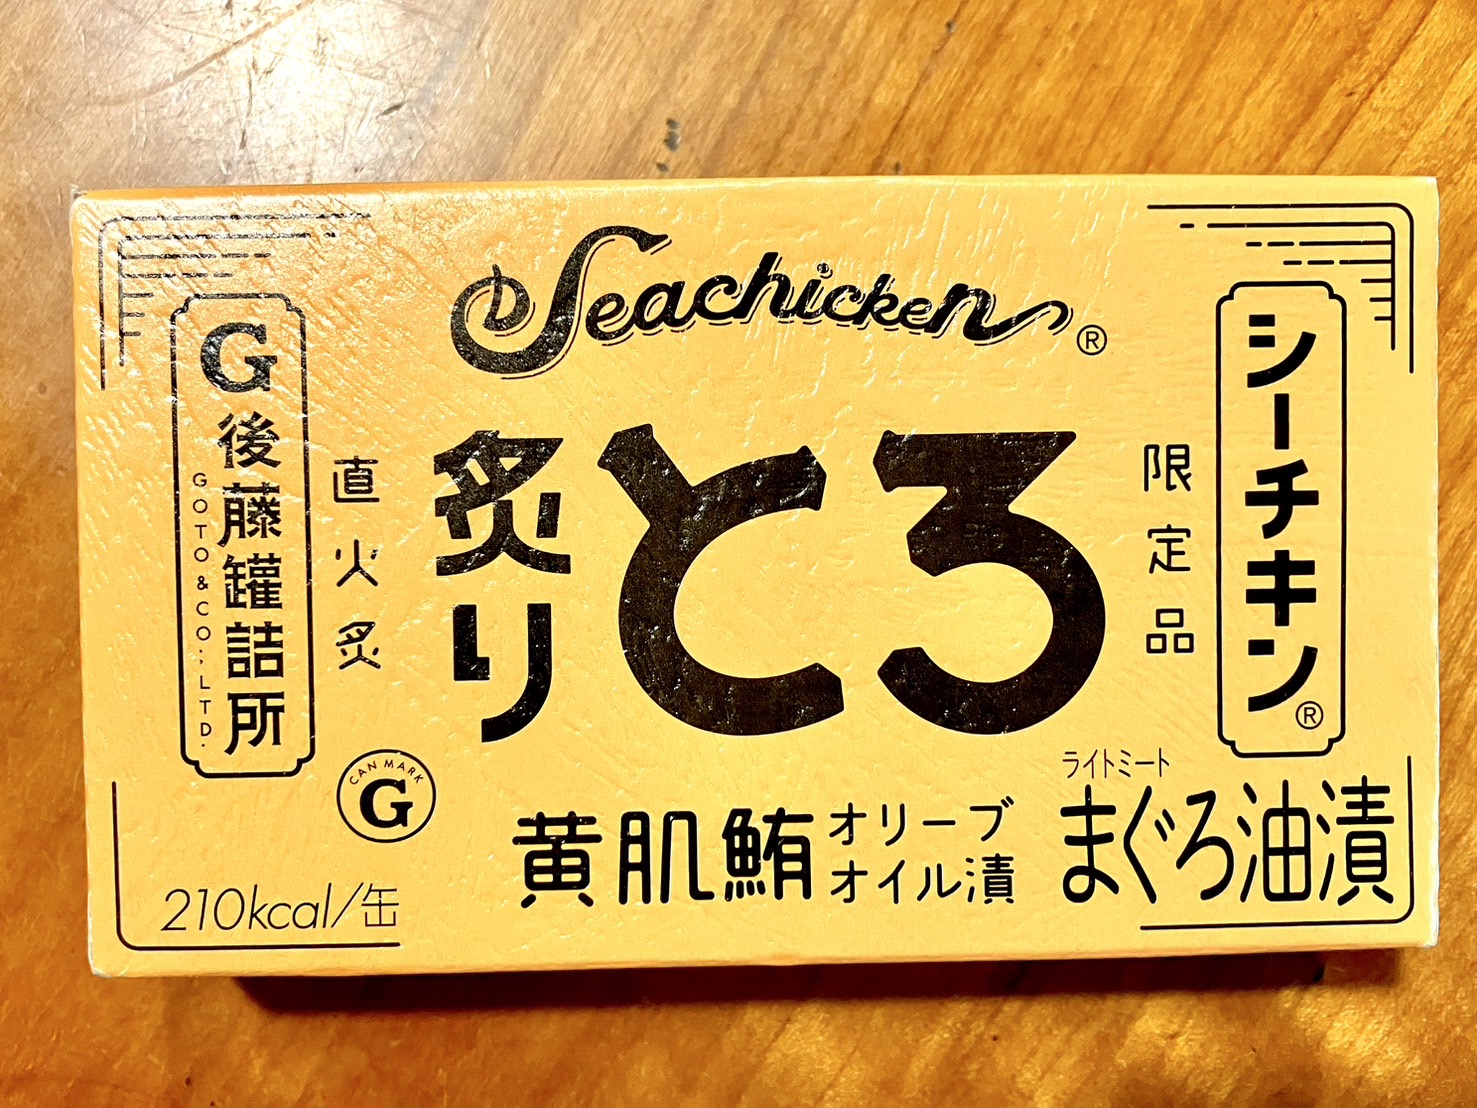 Seachicken®
シーチキン®
限定品
炙りとろ
直火炙
G 後藤罐詰所
GOTO & CO., LTD.
CAN MARK
G
210kcal/缶
黄肌鮪 オリーブ
オイル漬
ライトミート
まぐろ油漬